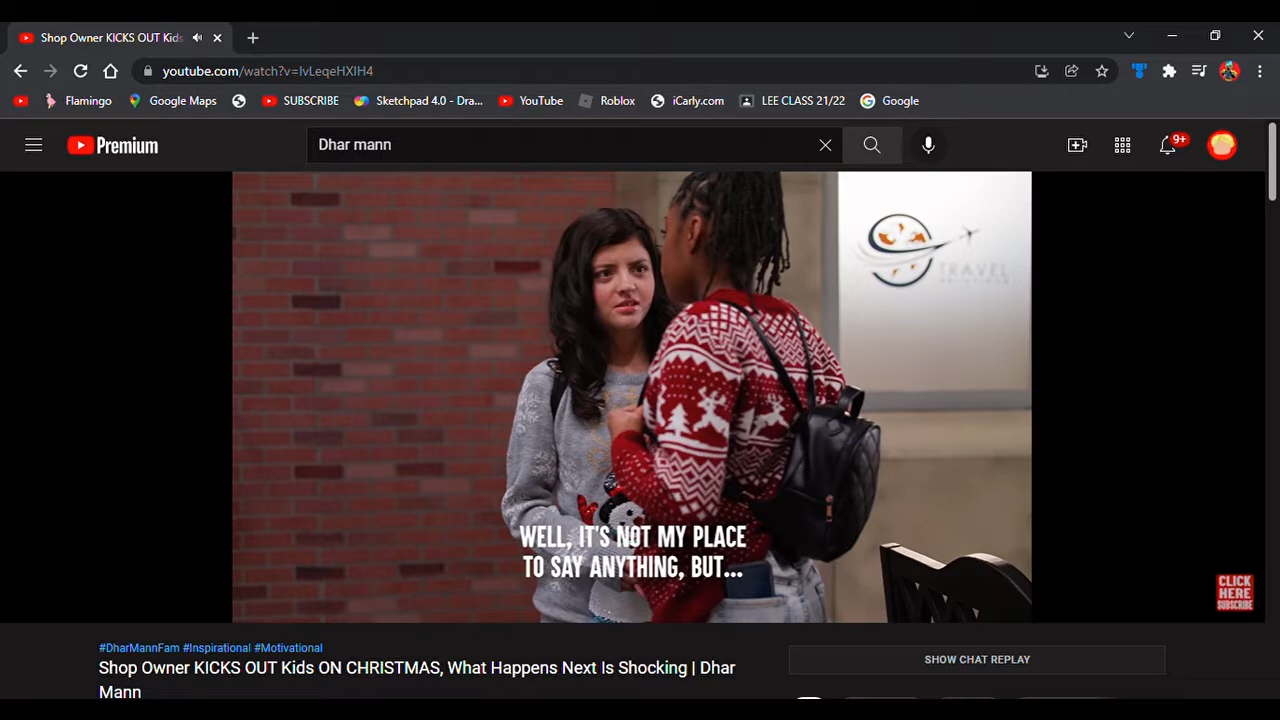 Shop Owner KICKS OUT Kids
youtube.com/watch?v=IvLeqeHXIH4
Flamingo
Google Maps
SUBSCRIBE
Sketchpad 4.0 - Dra...
YouTube
Roblox
iCarly.com
LEE CLASS 21/22
Google
Premium
Dhar mann
9+
TRAVEL
WELL, IT'S NOT MY PLACE
TO SAY ANYTHING, BUT...
CLICK
HERE
SUBSCRIBE
#DharMannFam #Inspirational #Motivational
Shop Owner KICKS OUT Kids ON CHRISTMAS, What Happens Next Is Shocking | Dhar
Mann
SHOW CHAT REPLAY